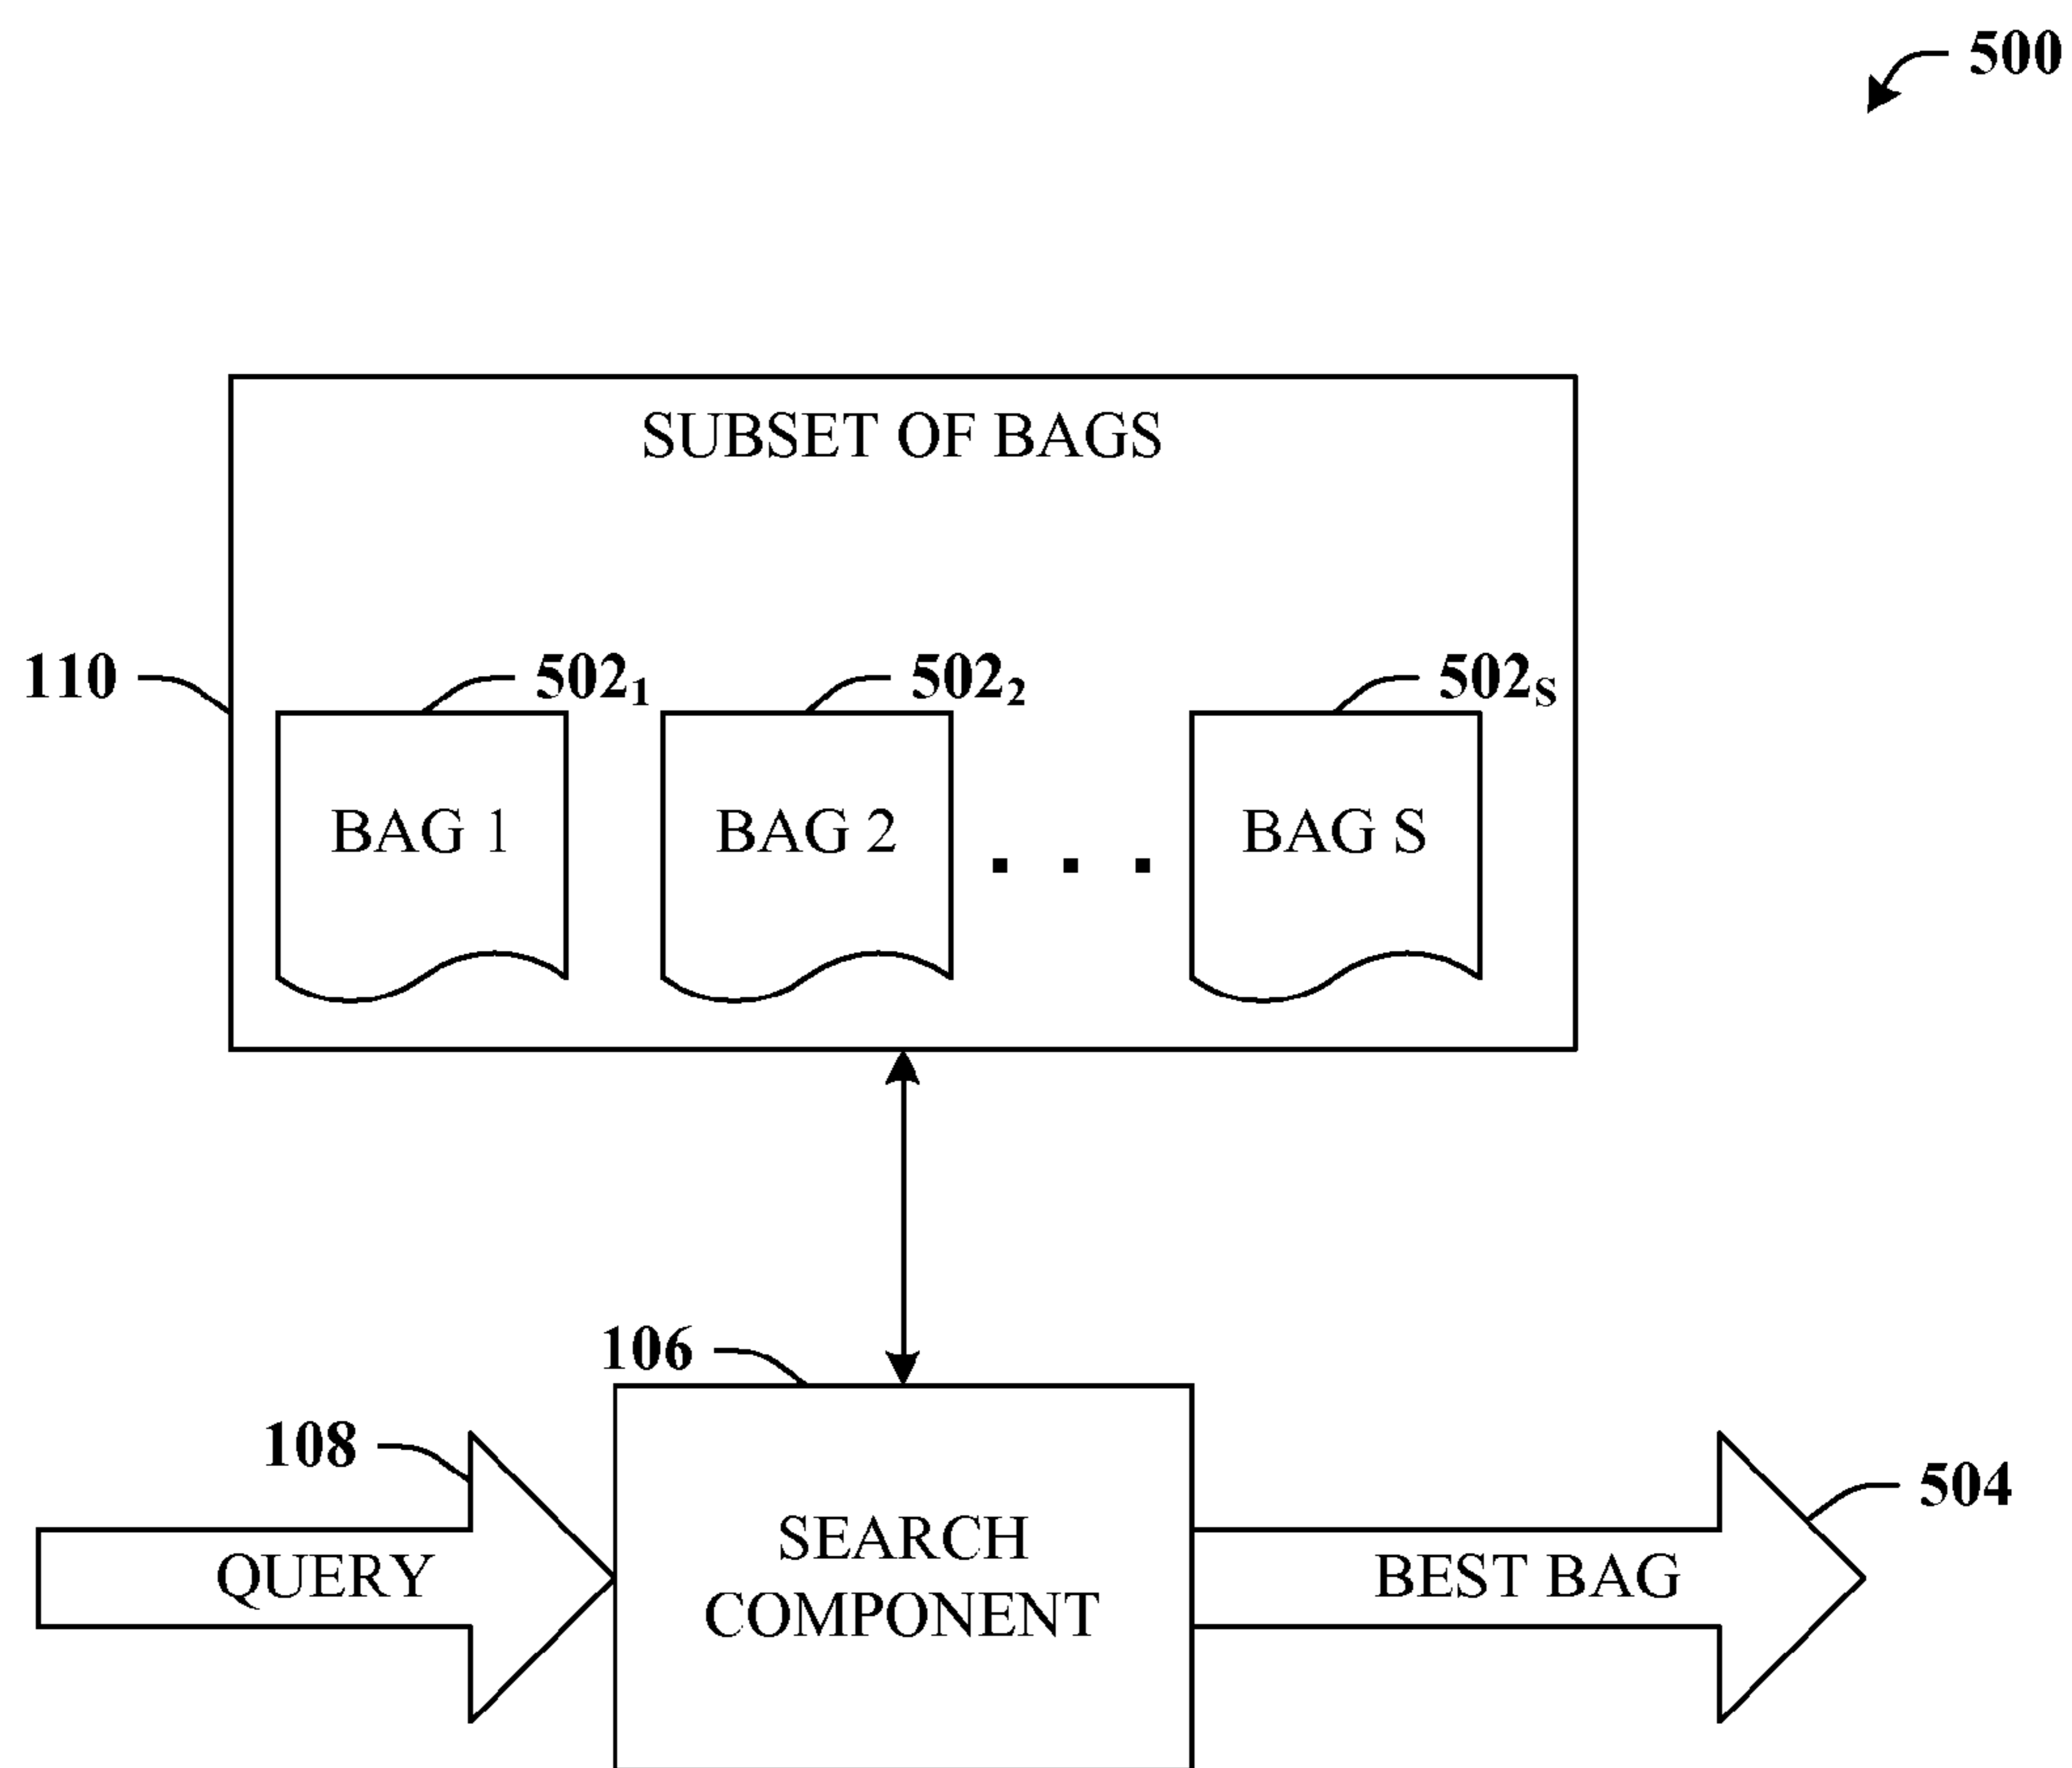 500
SUBSET OF BAGS
110
502₁
502₂
502S
BAG 1
BAG 2
. . .
BAG S
106
108
504
QUERY
SEARCH
COMPONENT
BEST BAG